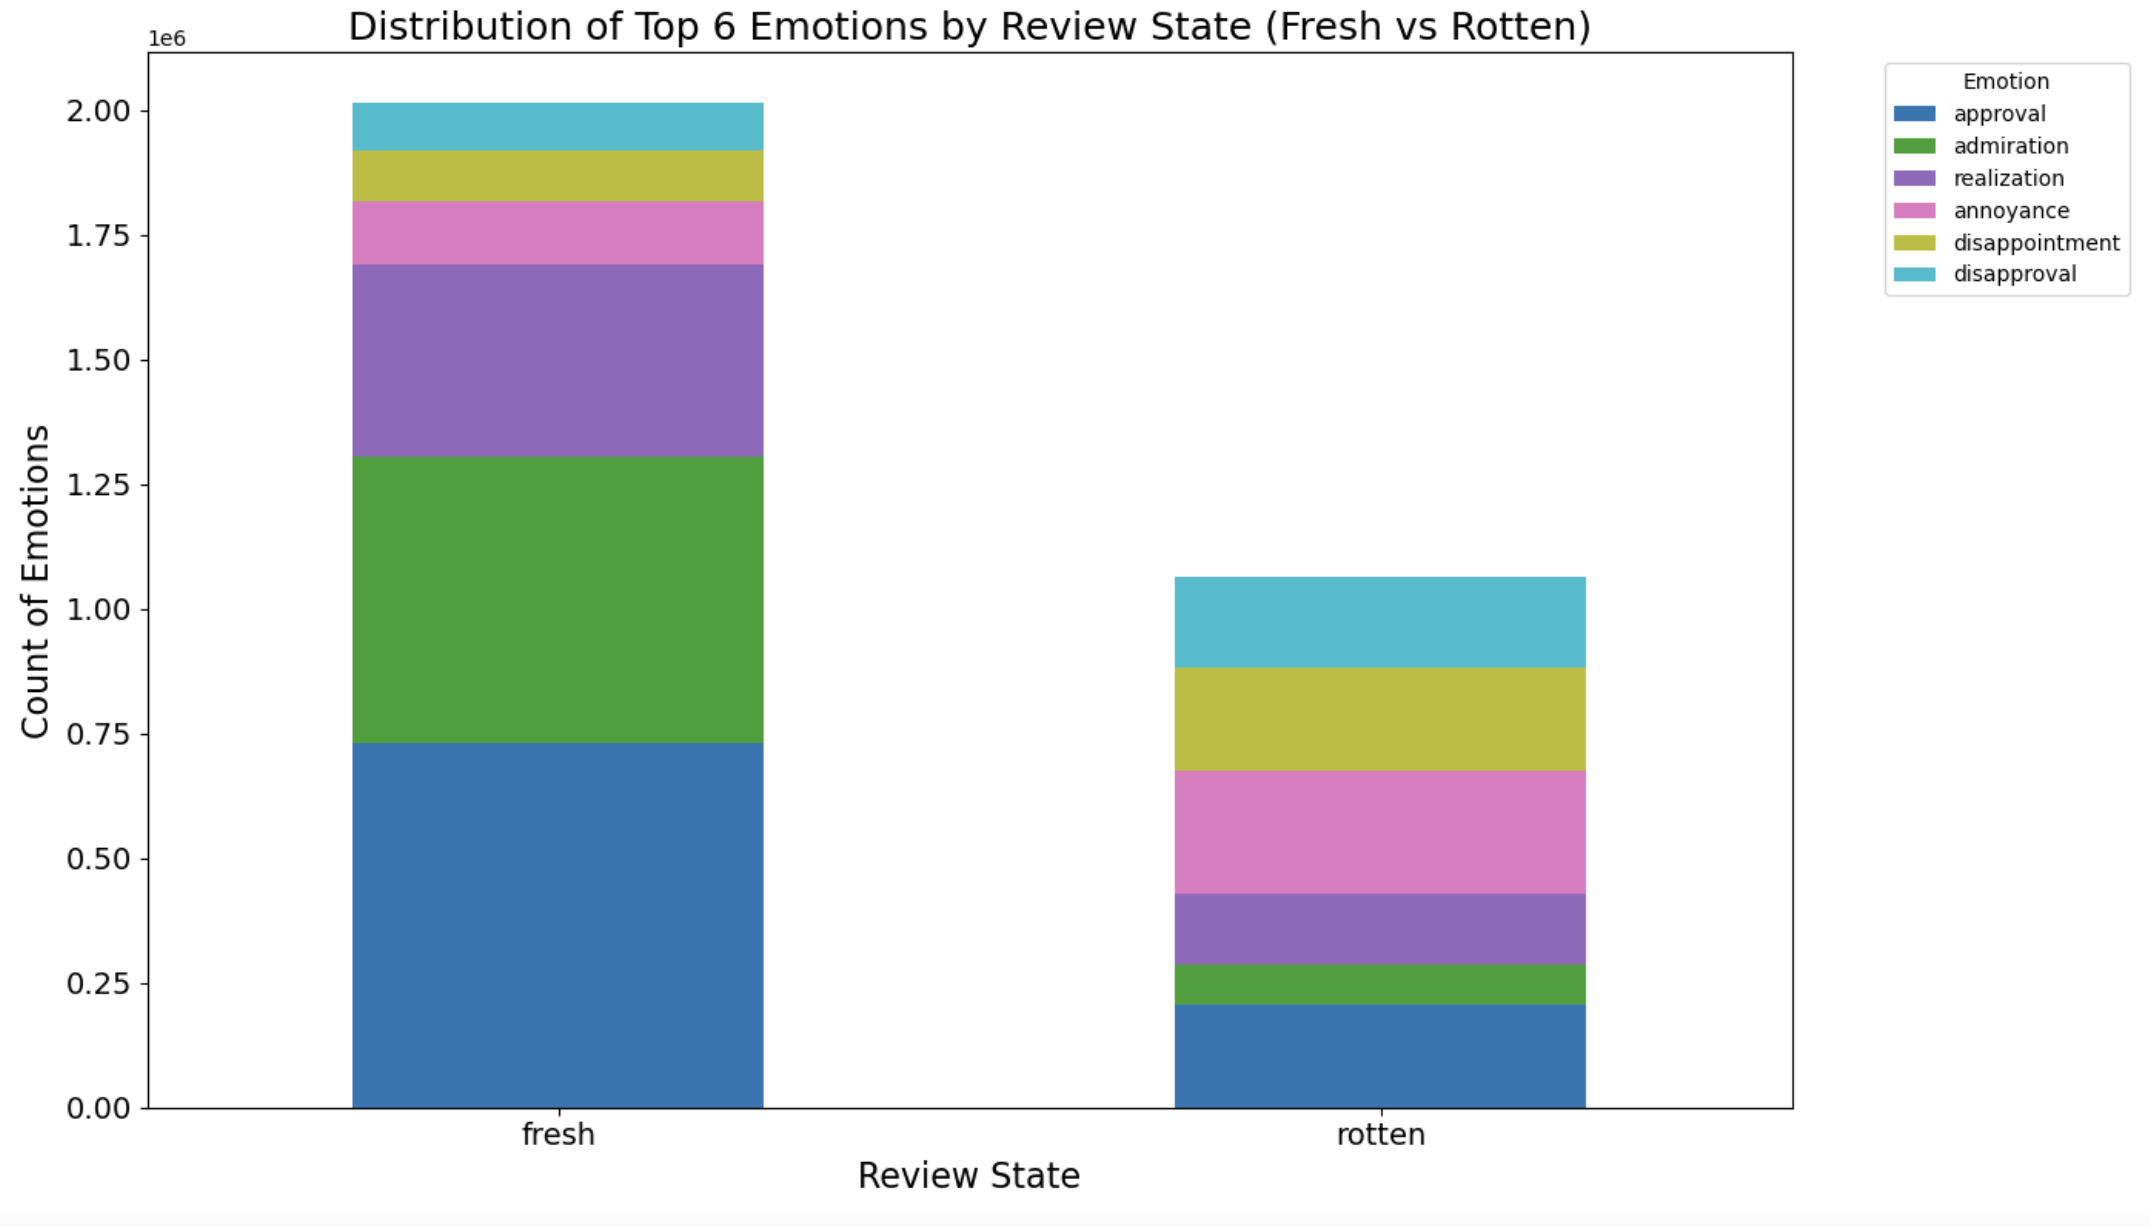 Distribution of Top 6 Emotions by Review State (Fresh vs Rotten)
1e6
2.00
1.75
1.50
1.25
1.00
0.75
0.50
0.25
0.00
Count of Emotions
fresh
rotten
Review State
Emotion
approval
admiration
realization
annoyance
disappointment
disapproval